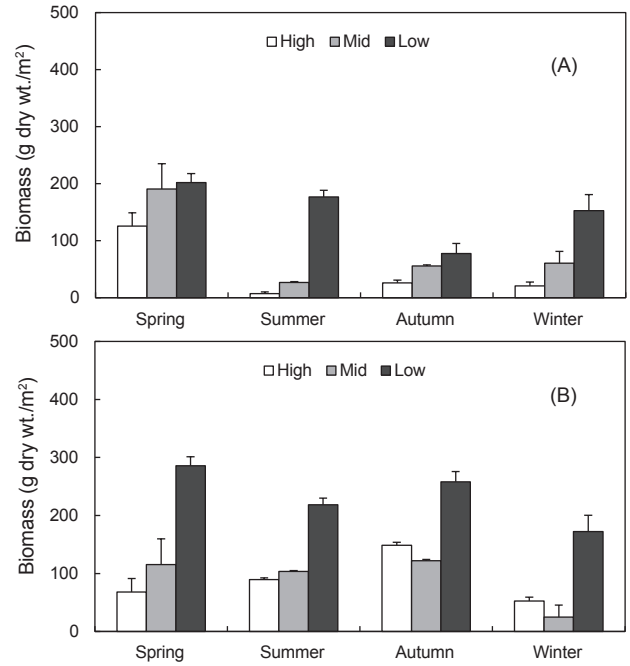 500
High Mid Low
400
(A)
300
200
100
0
Biomass (g dry wt./m²)
Spring Summer Autumn Winter
500
High Mid Low
400
(B)
300
200
100
0
Biomass (g dry wt./m²)
Spring Summer Autumn Winter